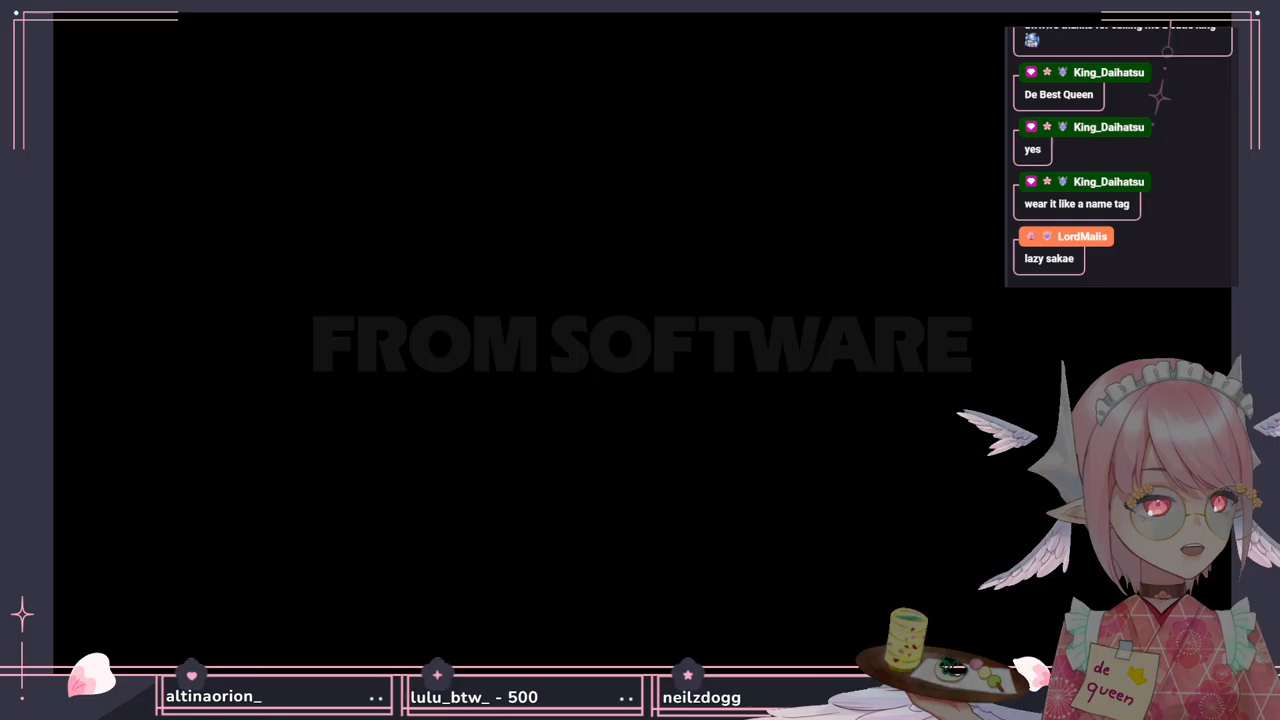 King_Daihatsu
De Best Queen
King_Daihatsu
yes
King_Daihatsu
wear it like a name tag
LordMalis
lazy sakae
FROM SOFTWARE
de
queen
altinaorion_
lulu_btw_ - 500
neilzdogg